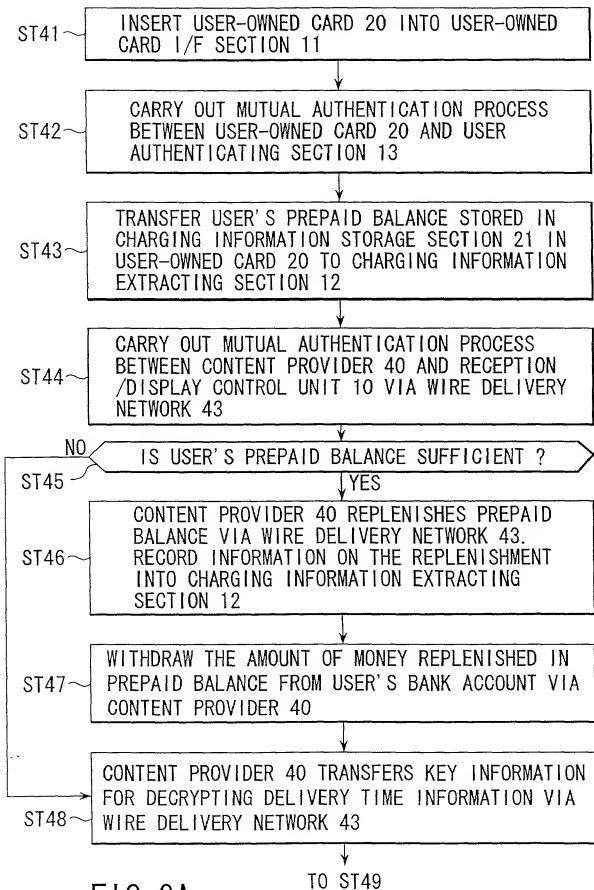 ST41
INSERT USER-OWNED CARD 20 INTO USER-OWNED
CARD I/F SECTION 11
ST42
CARRY OUT MUTUAL AUTHENTICATION PROCESS
BETWEEN USER-OWNED CARD 20 AND USER
AUTHENTICATING SECTION 13
ST43
TRANSFER USER'S PREPAID BALANCE STORED IN
CHARGING INFORMATION STORAGE SECTION 21 IN
USER-OWNED CARD 20 TO CHARGING INFORMATION
EXTRACTING SECTION 12
ST44
CARRY OUT MUTUAL AUTHENTICATION PROCESS
BETWEEN CONTENT PROVIDER 40 AND RECEPTION
/DISPLAY CONTROL UNIT 10 VIA WIRE DELIVERY
NETWORK 43
NO
ST45
IS USER'S PREPAID BALANCE SUFFICIENT ?
YES
ST46
CONTENT PROVIDER 40 REPLENISHES PREPAID
BALANCE VIA WIRE DELIVERY NETWORK 43.
RECORD INFORMATION ON THE REPLENISHMENT
INTO CHARGING INFORMATION EXTRACTING
SECTION 12
ST47
WITHDRAW THE AMOUNT OF MONEY REPLENISHED IN
PREPAID BALANCE FROM USER'S BANK ACCOUNT VIA
CONTENT PROVIDER 40
ST48
CONTENT PROVIDER 40 TRANSFERS KEY INFORMATION
FOR DECRYPTING DELIVERY TIME INFORMATION VIA
WIRE DELIVERY NETWORK 43
TO ST49